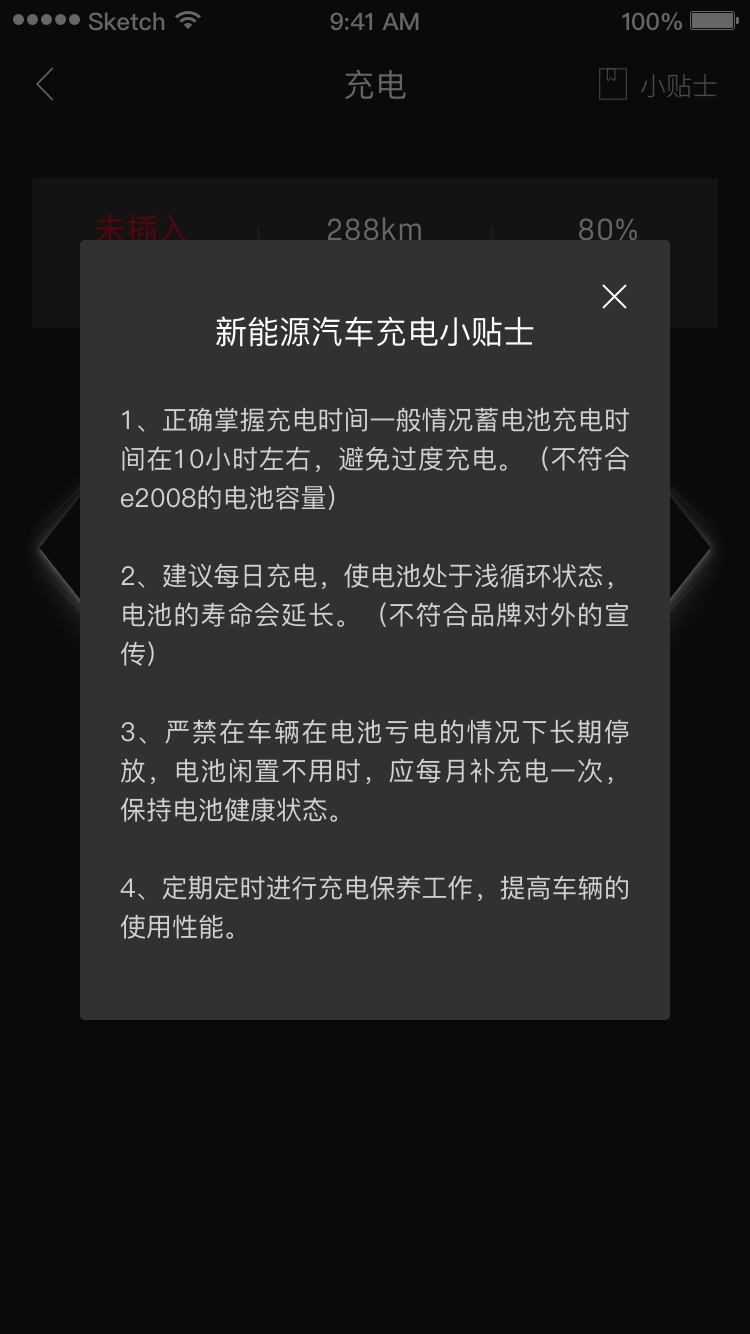 Sketch 9:41 AM 100%
充电 小贴士
未插入 288km 80%
新能源汽车充电小贴士
1、正确掌握充电时间一般情况蓄电池充电时
间在10小时左右，避免过度充电。（不符合
e2008的电池容量）
2、建议每日充电，使电池处于浅循环状态，
电池的寿命会延长。（不符合品牌对外的宣
传）
3、严禁在车辆在电池亏电的情况下长期停
放，电池闲置不用时，应每月补充电一次，
保持电池健康状态。
4、定期定时进行充电保养工作，提高车辆的
使用性能。